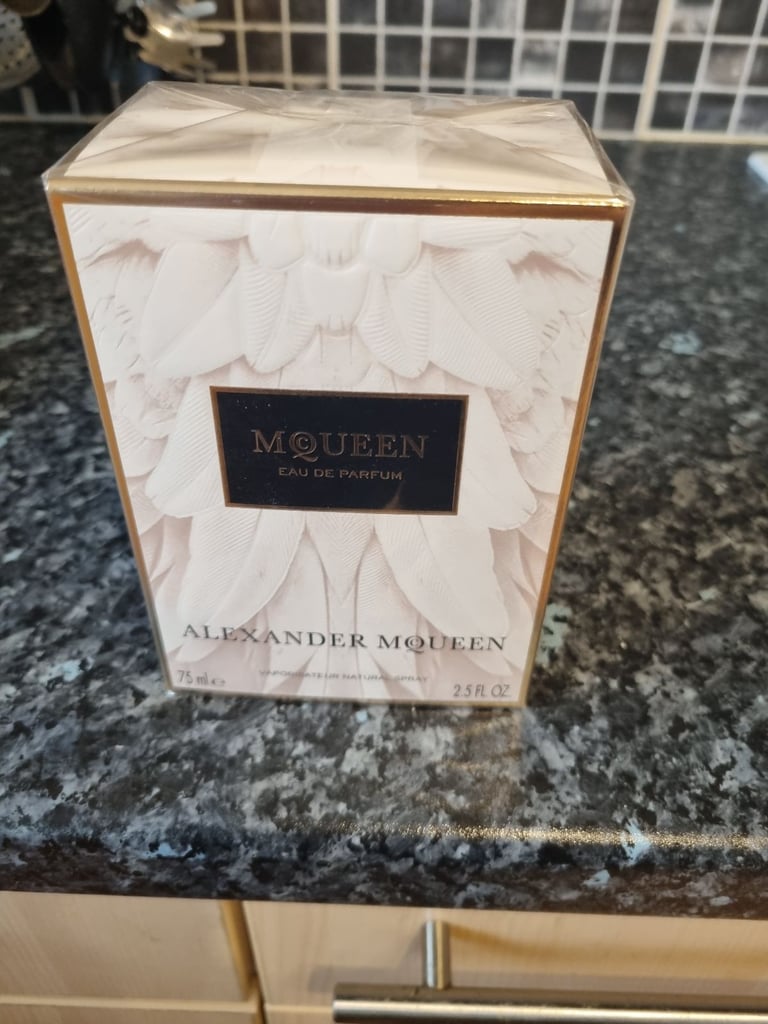 MCQUEEN
EAU DE PARFUM
ALEXANDER MCQUEEN
75 ml ℮
VAPORISATEUR NATURAL SPRAY
2.5 FL OZ